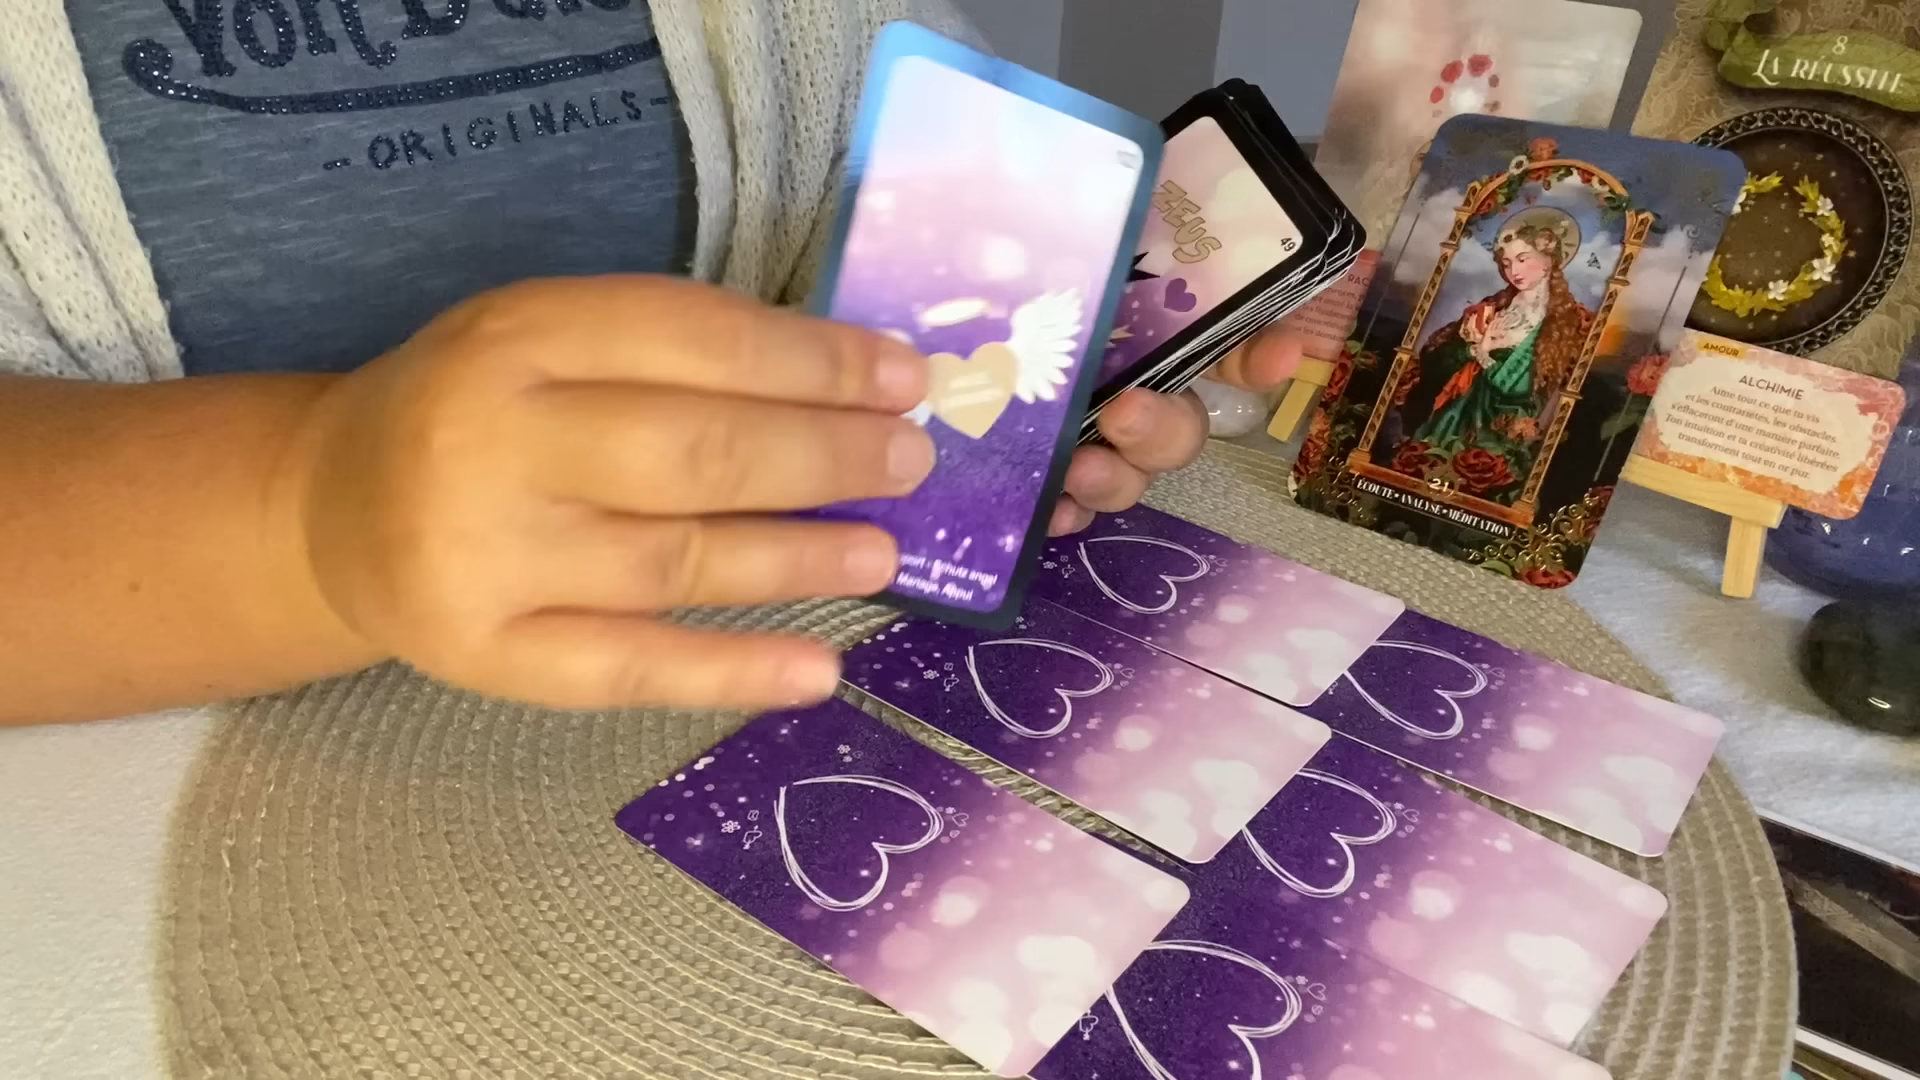 Von Dutch
- ORIGINALS -
ZEUS
49
Mariage, Appui
21
ÉCOUTE • ANALYSE • MÉDITATION
8
LA RÉUSSITE
AMOUR
ALCHIMIE
Aime tout ce que tu vis
et les contrariétés, les obstacles
s'effaceront d'une manière parfaite.
Ton intuition et ta créativité libérées
transforment tout en or pur.